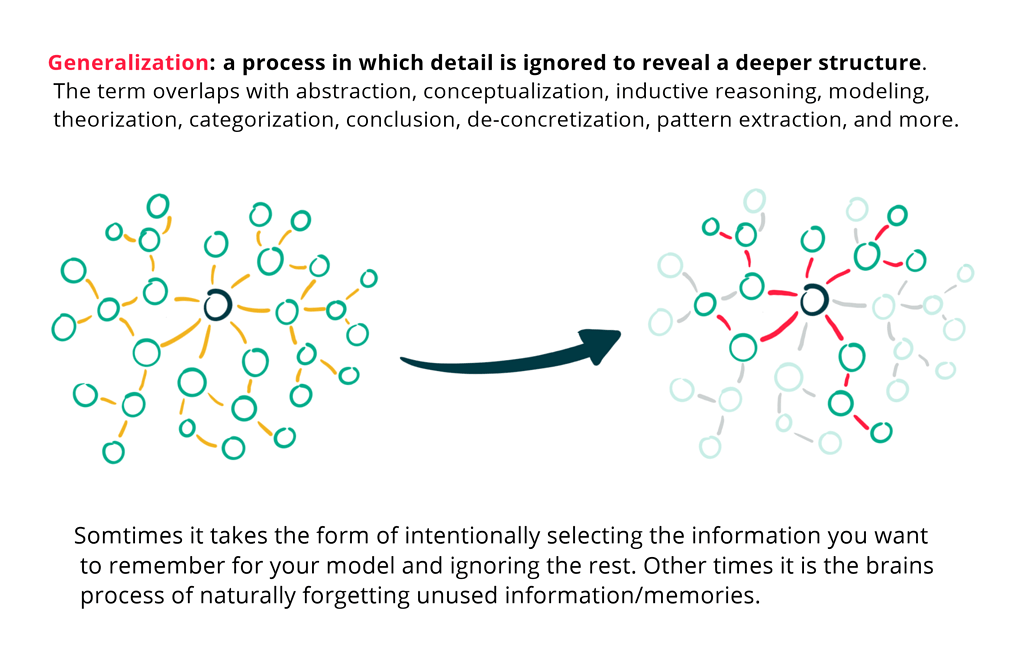 Generalization: a process in which detail is ignored to reveal a deeper structure.
The term overlaps with abstraction, conceptualization, inductive reasoning, modeling,
theorization, categorization, conclusion, de-concretization, pattern extraction, and more.
Somtimes it takes the form of intentionally selecting the information you want
to remember for your model and ignoring the rest. Other times it is the brains
process of naturally forgetting unused information/memories.